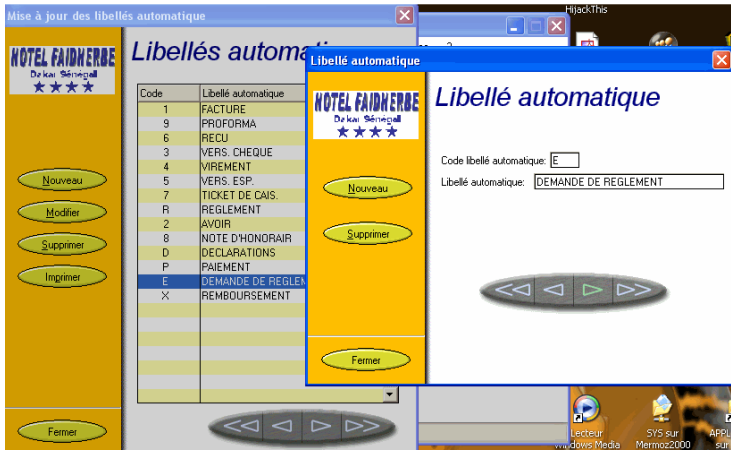 Mise à jour des libellés automatique
HijackThis
HOTEL FAIDHERBE
Dakar Sénégal
Libellés automati
Code Libellé automatique
1 FACTURE
9 PROFORMA
6 RECU
3 VERS. CHEQUE
4 VIREMENT
5 VERS. ESP.
7 TICKET DE CAIS.
R REGLEMENT
2 AVOIR
8 NOTE D'HONORAIR
D DECLARATIONS
P PAIEMENT
E DEMANDE DE REGLEM
X REMBOURSEMENT
Nouveau
Modifier
Supprimer
Imprimer
Fermer
Libellé automatique
HOTEL FAIDHERBE
Dakar Sénégal
Libellé automatique
Code libellé automatique: E
Libellé automatique: DEMANDE DE REGLEMENT
Nouveau
Supprimer
Fermer
Lecteur
Windows Media
SYS sur
Mermoz2000
APPL
sur